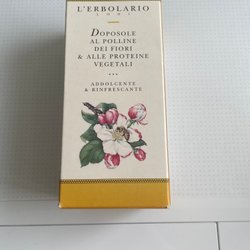 L'ERBOLARIO
LODI
DOPOSOLE
AL POLLINE
DEI FIORI
& ALLE PROTEINE
VEGETALI
ADDOLCENTE
& RINFRESCANTE